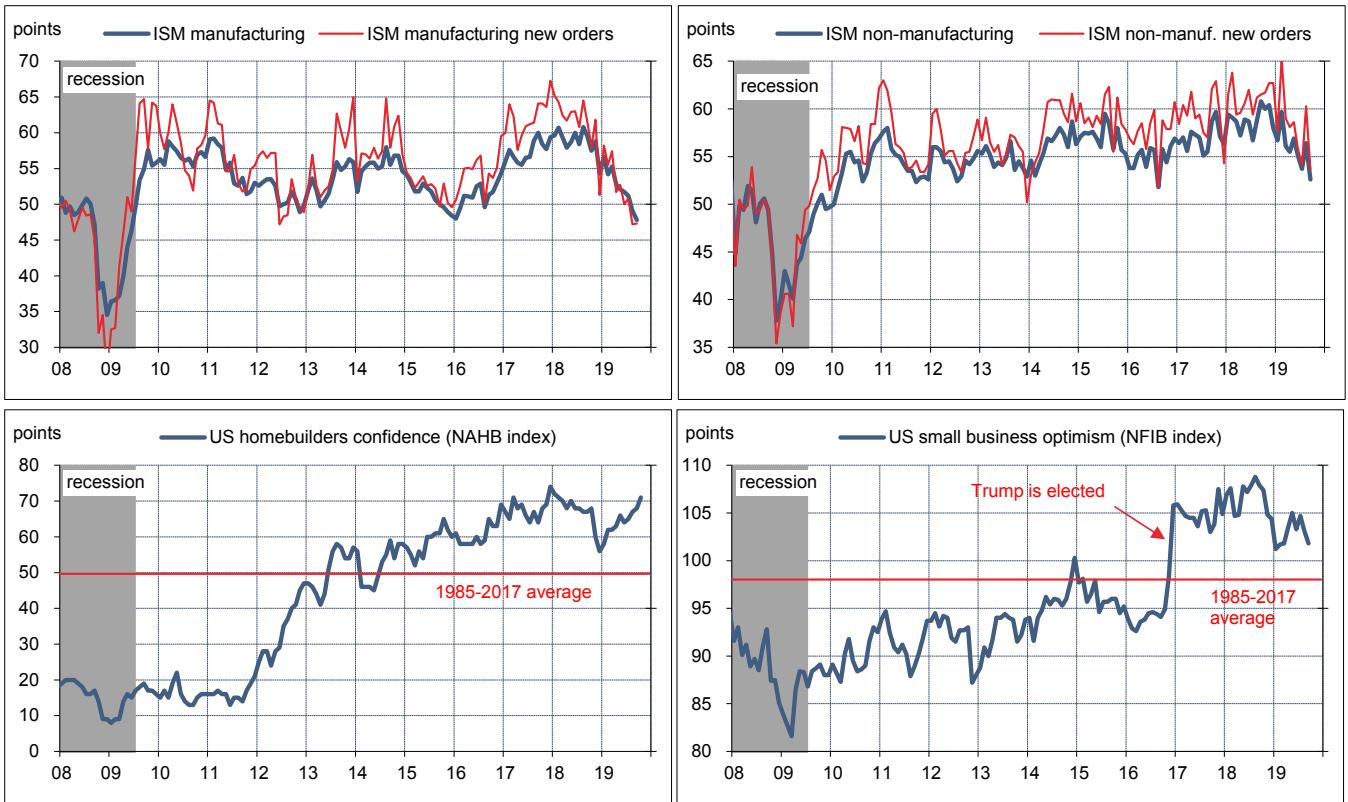 points
ISM manufacturing
ISM manufacturing new orders
70
65
60
55
50
45
40
35
30
recession
08 09 10 11 12 13 14 15 16 17 18 19
points
ISM non-manufacturing
ISM non-manuf. new orders
65
60
55
50
45
40
35
recession
08 09 10 11 12 13 14 15 16 17 18 19
points
US homebuilders confidence (NAHB index)
80
70
60
50
40
30
20
10
0
recession
1985-2017 average
08 09 10 11 12 13 14 15 16 17 18 19
points
US small business optimism (NFIB index)
110
105
100
95
90
85
80
recession
Trump is elected
1985-2017
average
08 09 10 11 12 13 14 15 16 17 18 19